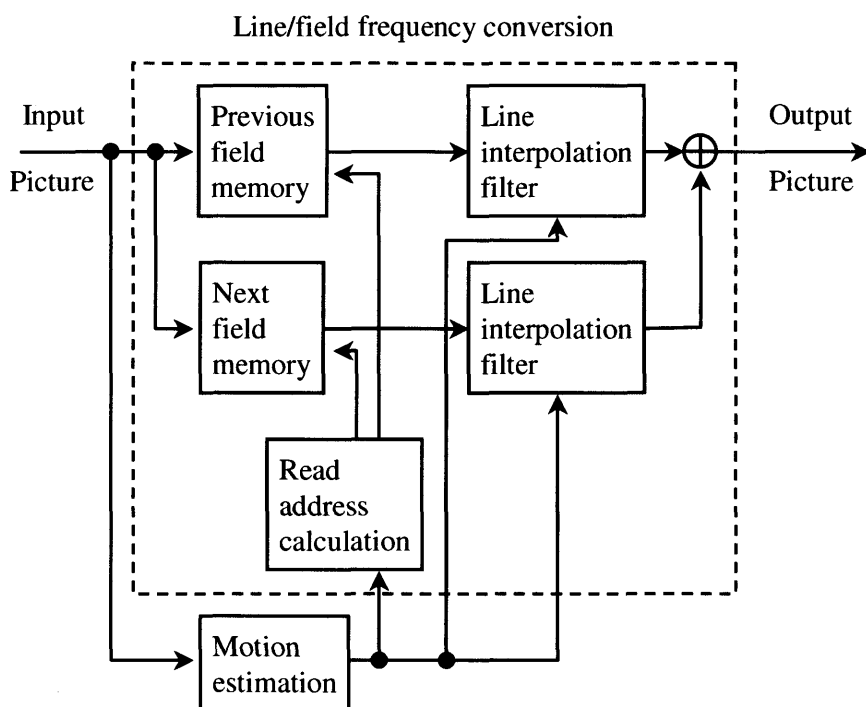 Line/field frequency conversion
Input
Picture
Previous
field
memory
Line
interpolation
filter
Output
Picture
Next
field
memory
Line
interpolation
filter
Read
address
calculation
Motion
estimation